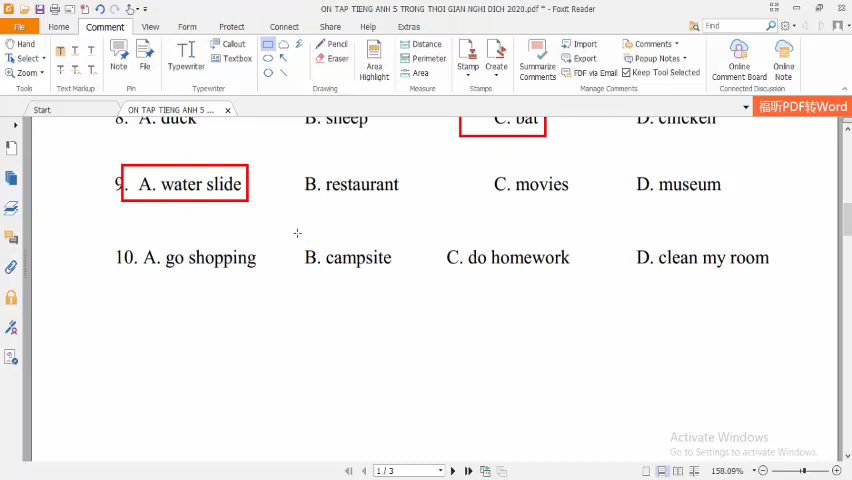 ON TAP TIENG ANH 5 TRONG THOI GIAN NGHI DICH 2020.pdf * - Foxit Reader
File Home Comment View Form Protect Connect Share Help Extras
Find
Hand
Select
Zoom
Tools
Note
File
Text Markup
Typewriter
Callout
Textbox
Typewriter
Pencil
Eraser
Drawing
Area Highlight
Distance
Perimeter
Area
Measure
Stamp
Create
Stamps
Summarize Comments
Import
Export
FDF via Email
Comments
Popup Notes
Keep Tool Selected
Manage Comments
Online Comment Board
Online Note
Connected Discussion
Start
ON TAP TIENG ANH 5 ...
福昕PDF转Word
8. A. duck B. sheep C. bat D. chicken
9. A. water slide B. restaurant C. movies D. museum
10. A. go shopping B. campsite C. do homework D. clean my room
Activate Windows
Go to Settings to activate Windows.
1 / 3
158.09%